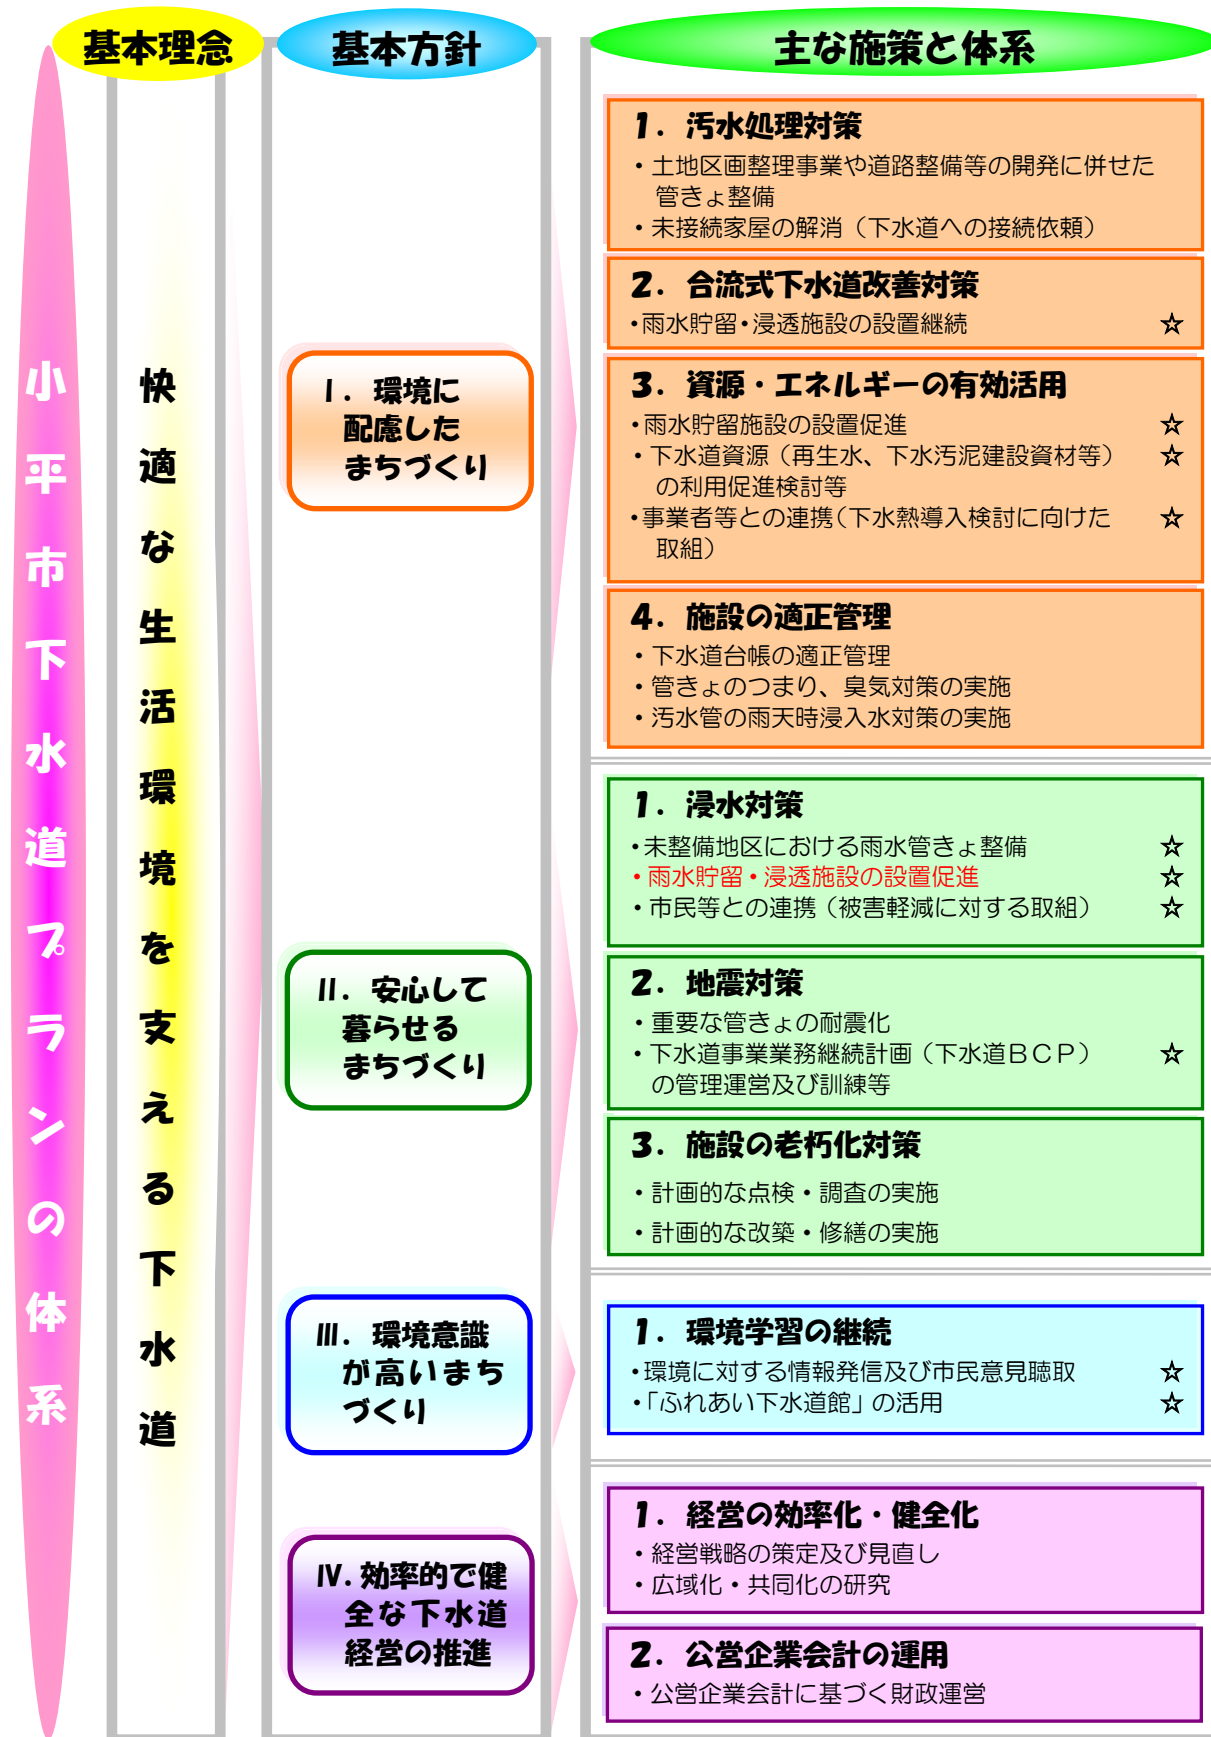 基本理念
基本方針
主な施策と体系
小平市下水道プランの体系
快適な生活環境を支える下水道
Ⅰ．環境に
配慮した
まちづくり
1．汚水処理対策
・土地区画整理事業や道路整備等の開発に併せた
管きょ整備
・未接続家屋の解消（下水道への接続依頼）
2．合流式下水道改善対策
・雨水貯留・浸透施設の設置継続 ☆
3．資源・エネルギーの有効活用
・雨水貯留施設の設置促進 ☆
・下水道資源（再生水、下水汚泥建設資材等） ☆
の利用促進検討等
・事業者等との連携（下水熱導入検討に向けた ☆
取組）
4．施設の適正管理
・下水道台帳の適正管理
・管きょのつまり、臭気対策の実施
・汚水管の雨天時浸入水対策の実施
Ⅱ．安心して
暮らせる
まちづくり
1．浸水対策
・未整備地区における雨水管きょ整備 ☆
・雨水貯留・浸透施設の設置促進 ☆
・市民等との連携（被害軽減に対する取組） ☆
2．地震対策
・重要な管きょの耐震化
・下水道事業業務継続計画（下水道ＢＣＰ） ☆
の管理運営及び訓練等
3．施設の老朽化対策
・計画的な点検・調査の実施
・計画的な改築・修繕の実施
Ⅲ．環境意識
が高いまち
づくり
1．環境学習の継続
・環境に対する情報発信及び市民意見聴取 ☆
・「ふれあい下水道館」の活用 ☆
Ⅳ．効率的で健
全な下水道
経営の推進
1．経営の効率化・健全化
・経営戦略の策定及び見直し
・広域化・共同化の研究
2．公営企業会計の運用
・公営企業会計に基づく財政運営